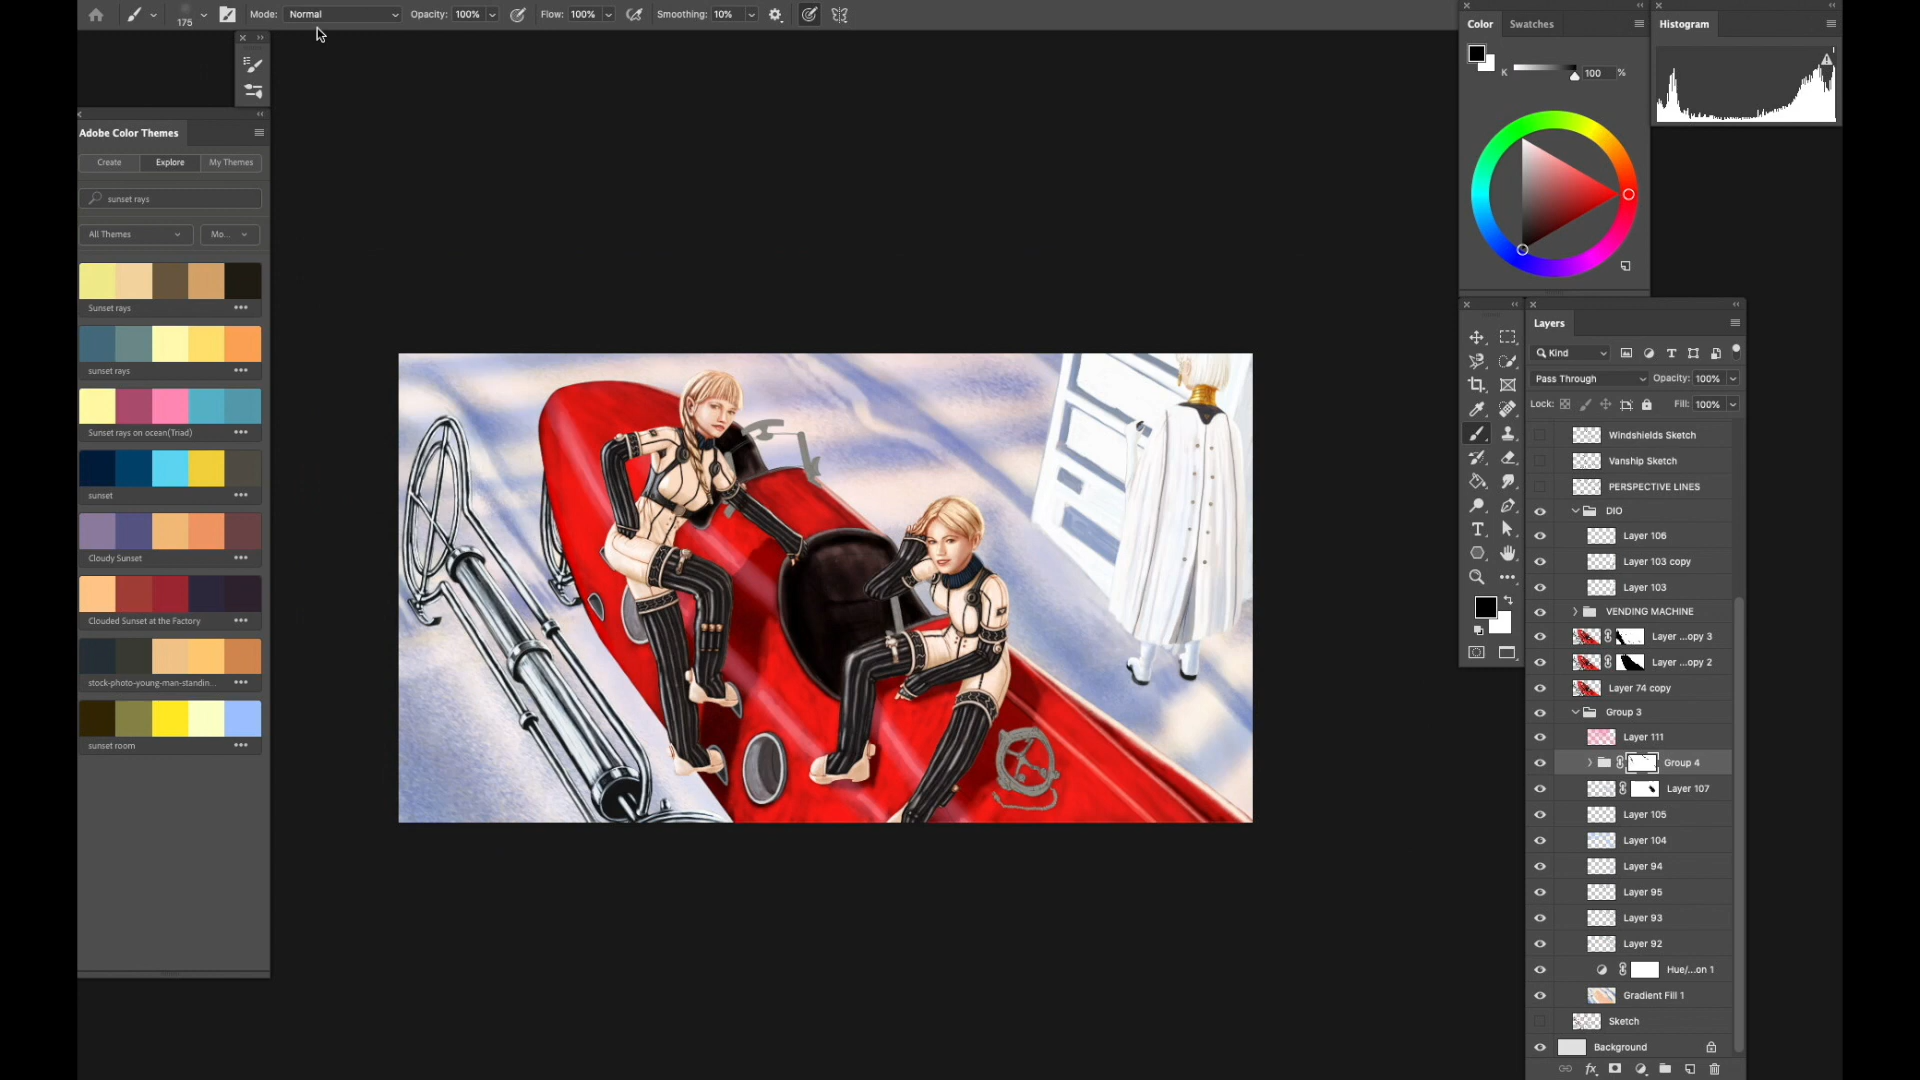 175 Mode: Normal Opacity: 100% Flow: 100% Smoothing: 10%
Adobe Color Themes
Create Explore My Themes
sunset rays
All Themes Mo...
Sunset rays
sunset rays
Sunset rays on ocean(Triad)
sunset
Cloudy Sunset
Clouded Sunset at the Factory
stock-photo-young-man-standin...
sunset room
Color Swatches
K 100 %
Histogram
Layers
Kind
Pass Through Opacity: 100%
Lock: Fill: 100%
Windshields Sketch
Vanship Sketch
PERSPECTIVE LINES
DIO
Layer 106
Layer 103 copy
Layer 103
VENDING MACHINE
Layer ...opy 3
Layer ...opy 2
Layer 74 copy
Group 3
Layer 111
Group 4
Layer 107
Layer 105
Layer 104
Layer 94
Layer 95
Layer 93
Layer 92
Hue/...on 1
Gradient Fill 1
Sketch
Background
fx